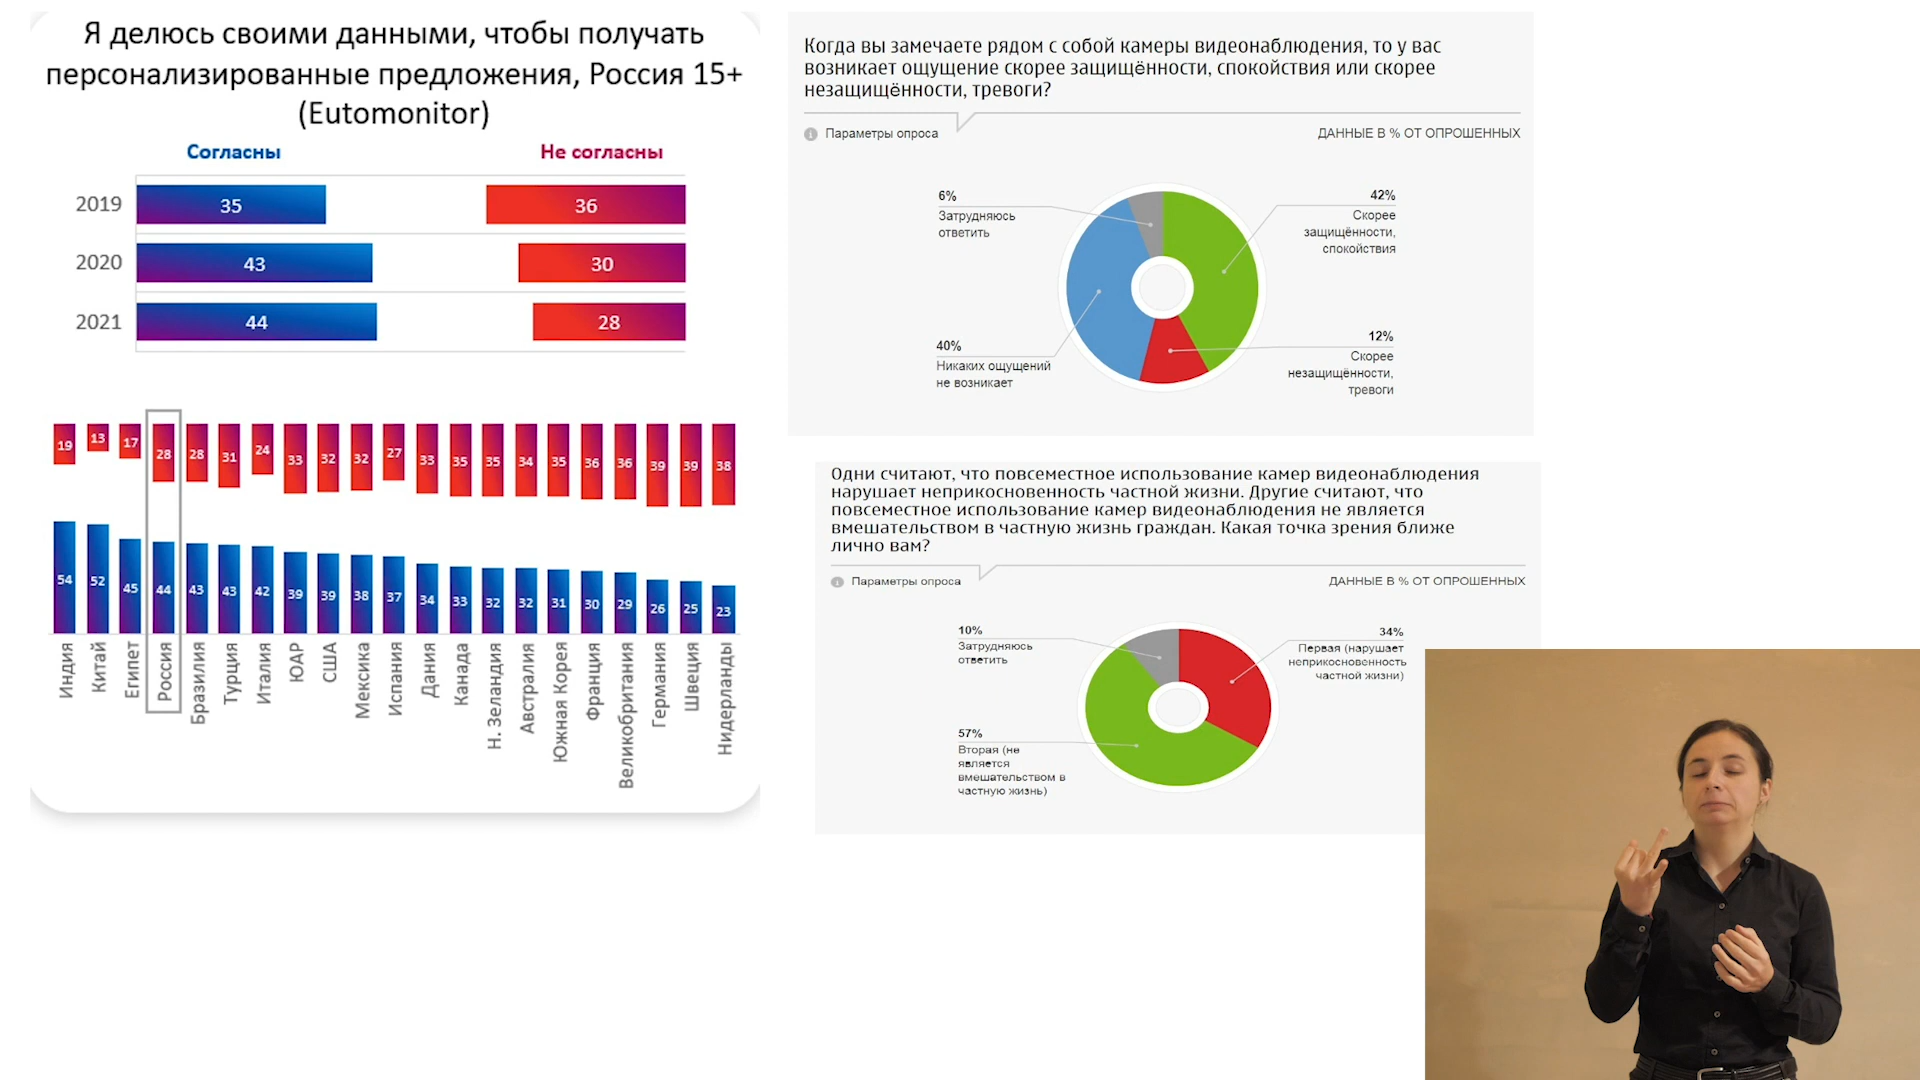 Я делюсь своими данными, чтобы получать
персонализированные предложения, Россия 15+
(Eutomonitor)
Согласны
Не согласны
2019
35
36
2020
43
30
2021
44
28
19 13 17 28 28 31 24 33 32 32 27 33 35 35 34 35 36 36 39 39 38
54 52 45 44 43 43 42 39 39 38 37 34 33 32 32 31 30 29 26 25 23
Индия
Китай
Египет
Россия
Бразилия
Турция
Италия
ЮАР
США
Мексика
Испания
Дания
Канада
Н. Зеландия
Австралия
Южная Корея
Франция
Великобритания
Германия
Швеция
Нидерланды
Когда вы замечаете рядом с собой камеры видеонаблюдения, то у вас
возникает ощущение скорее защищённости, спокойствия или скорее
незащищённости, тревоги?
Параметры опроса
ДАННЫЕ В % ОТ ОПРОШЕННЫХ
6%
Затрудняюсь
ответить
42%
Скорее
защищённости,
спокойствия
40%
Никаких ощущений
не возникает
12%
Скорее
незащищённости,
тревоги
Одни считают, что повсеместное использование камер видеонаблюдения
нарушает неприкосновенность частной жизни. Другие считают, что
повсеместное использование камер видеонаблюдения не является
вмешательством в частную жизнь граждан. Какая точка зрения ближе
лично вам?
Параметры опроса
ДАННЫЕ В % ОТ ОПРОШЕННЫХ
10%
Затрудняюсь
ответить
34%
Первая (нарушает
неприкосновенность
частной жизни)
57%
Вторая (не
является
вмешательством в
частную жизнь)